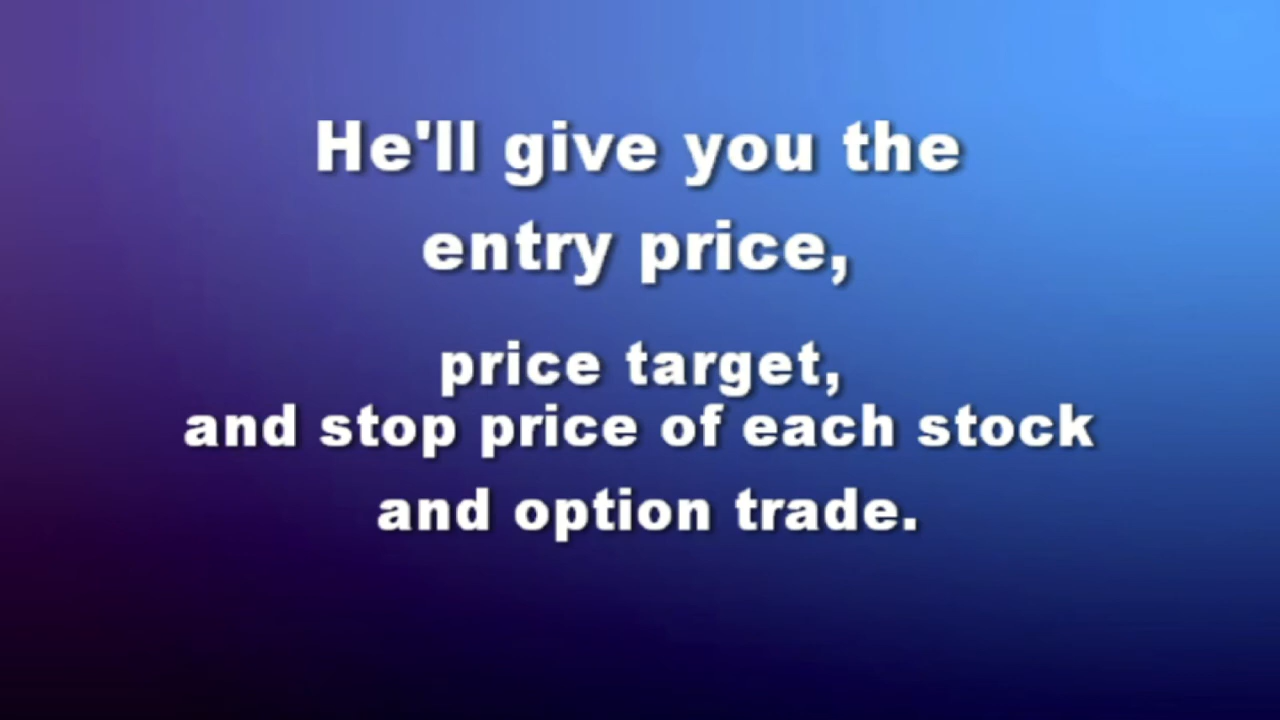 He'll give you the
entry price,
price target,
and stop price of each stock
and option trade.